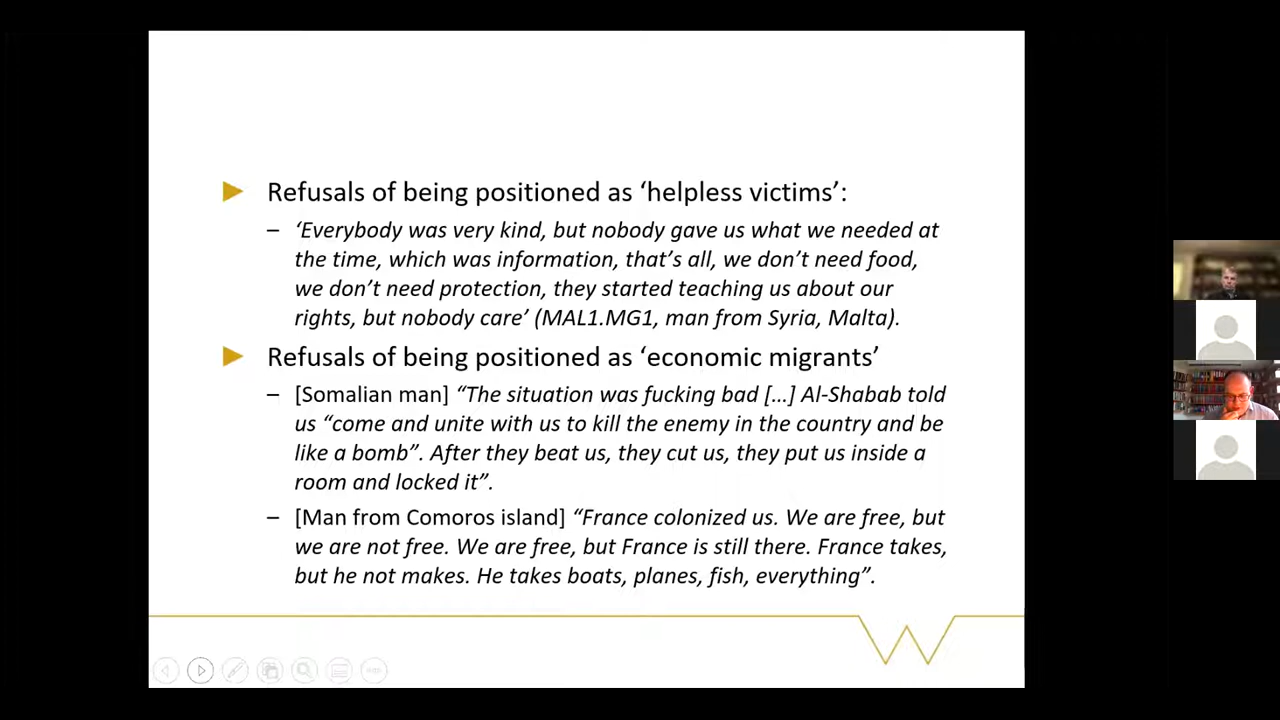 Refusals of being positioned as ‘helpless victims’:
– ‘Everybody was very kind, but nobody gave us what we needed at
the time, which was information, that’s all, we don’t need food,
we don’t need protection, they started teaching us about our
rights, but nobody care’ (MAL1.MG1, man from Syria, Malta).
Refusals of being positioned as ‘economic migrants’
– [Somalian man] “The situation was fucking bad […] Al-Shabab told
us “come and unite with us to kill the enemy in the country and be
like a bomb”. After they beat us, they cut us, they put us inside a
room and locked it”.
– [Man from Comoros island] “France colonized us. We are free, but
we are not free. We are free, but France is still there. France takes,
but he not makes. He takes boats, planes, fish, everything”.